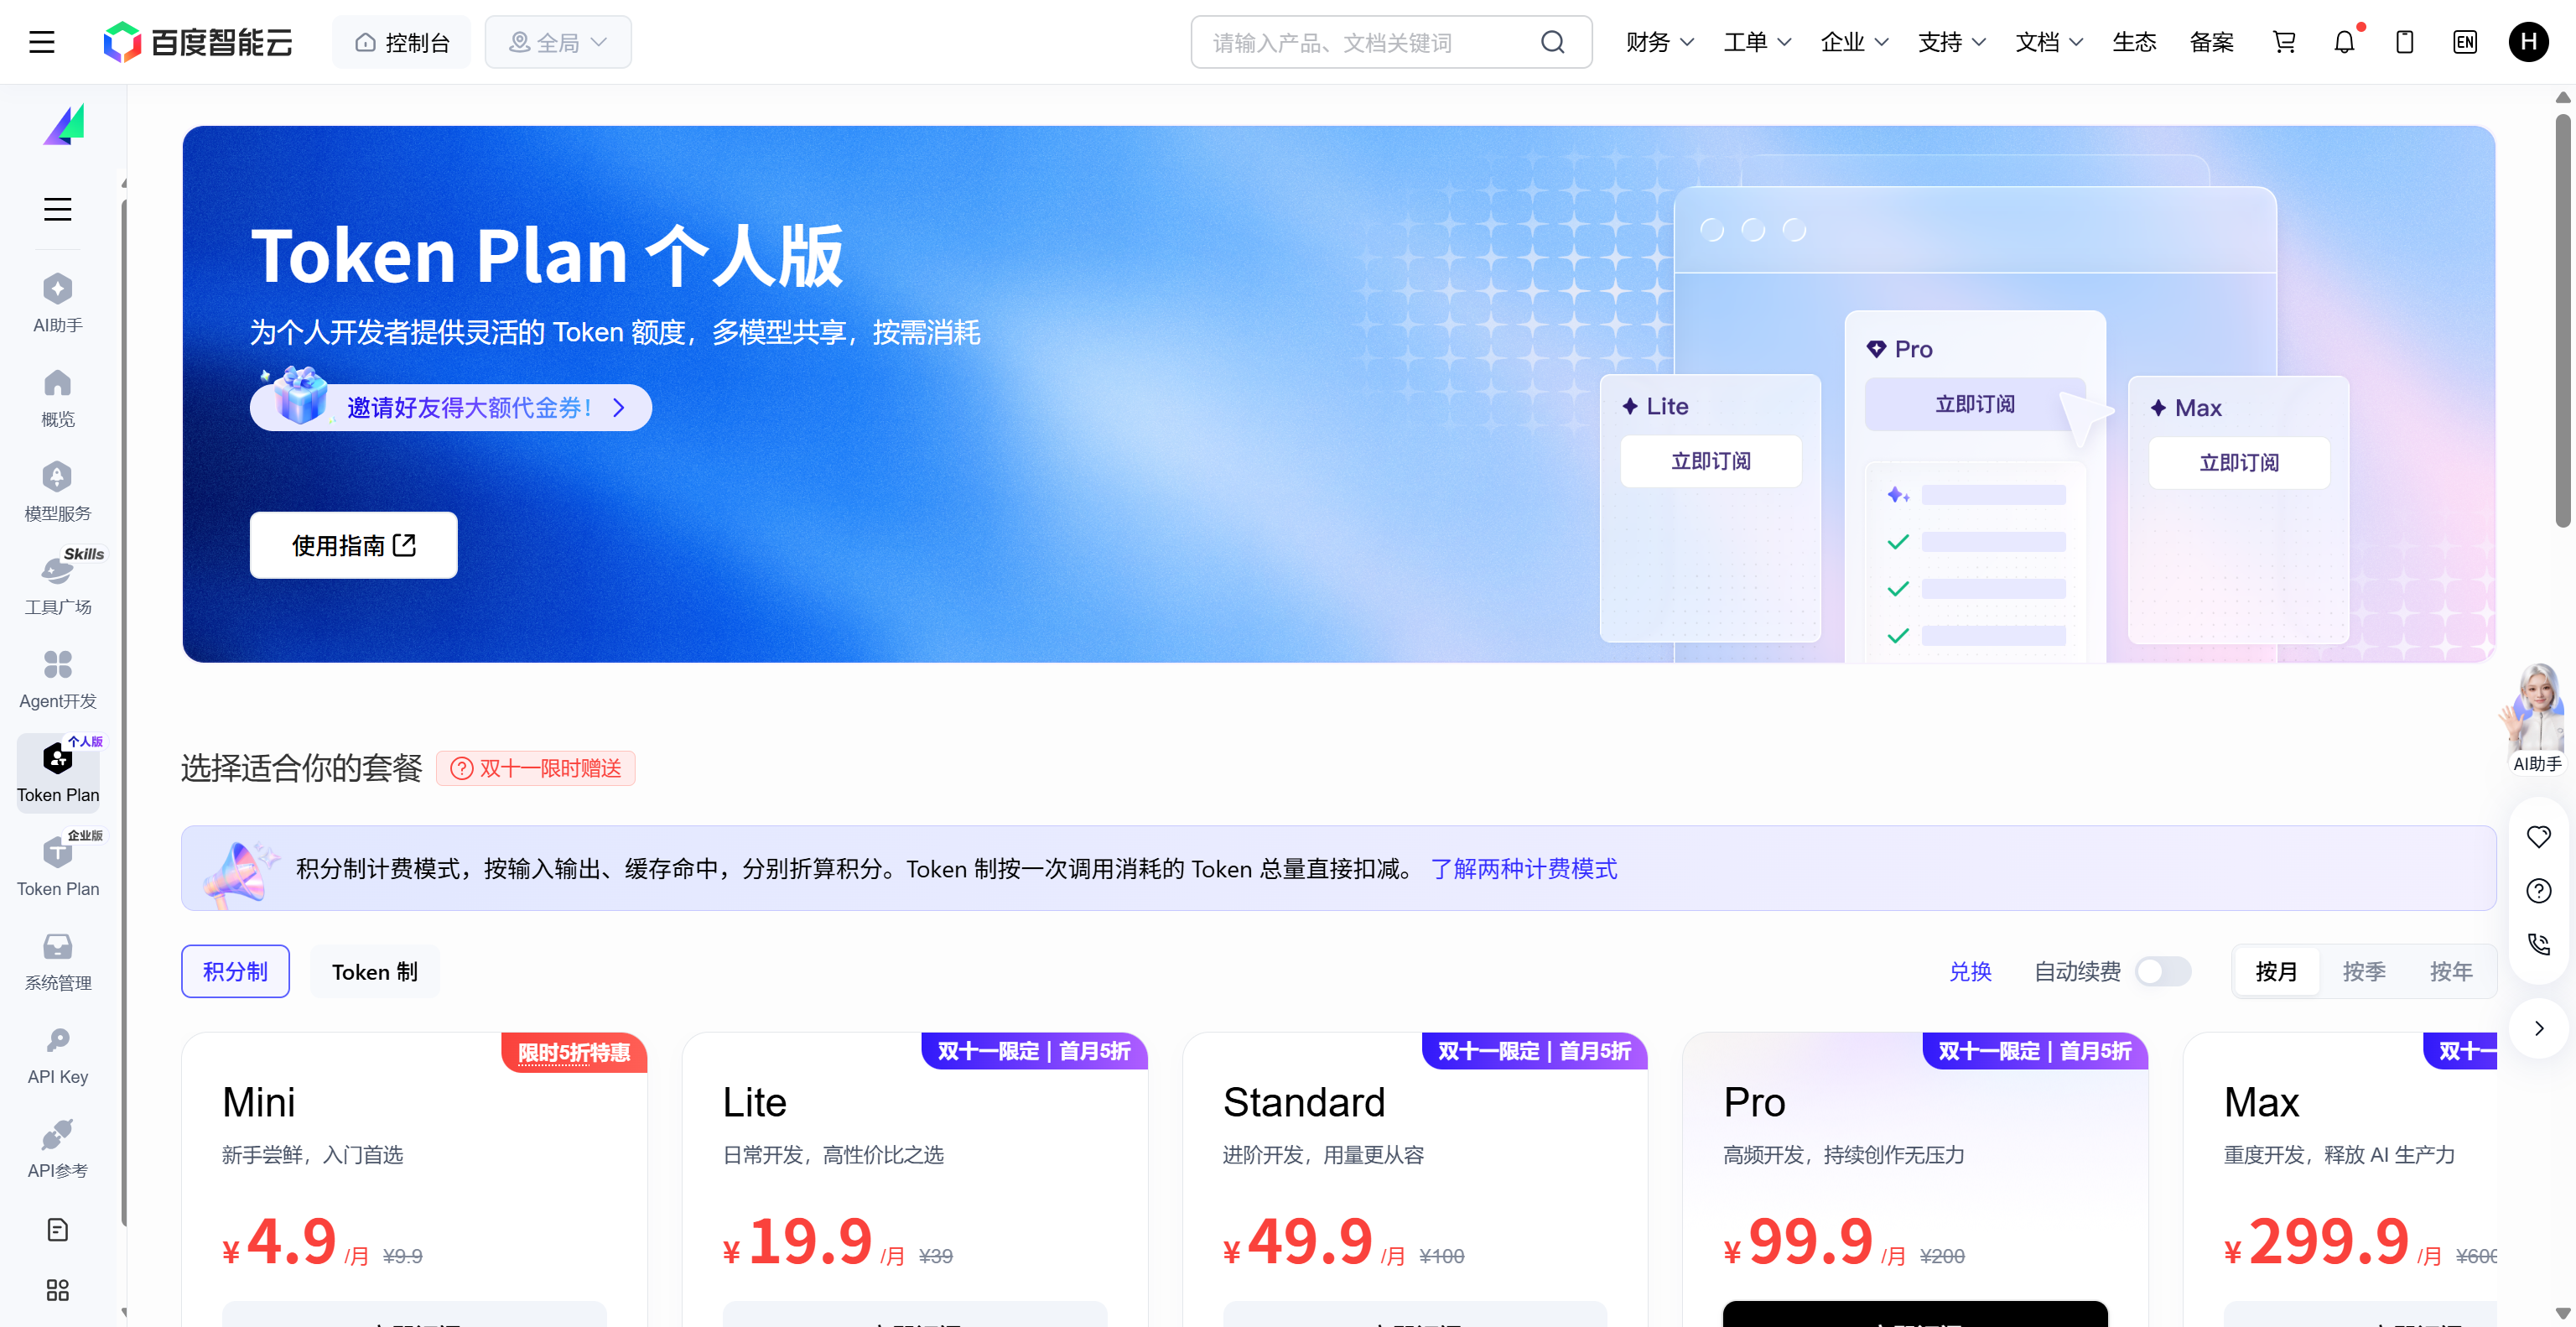 百度智能云
控制台
全局
请输入产品、文档关键词
财务
工单
企业
支持
文档
生态
备案
EN
H
AI助手
概览
模型服务
Skills
工具广场
Agent开发
个人版
Token Plan
企业版
Token Plan
系统管理
API Key
API参考
Token Plan 个人版
为个人开发者提供灵活的 Token 额度，多模型共享，按需消耗
邀请好友得大额代金券！
使用指南
Lite
立即订阅
Pro
立即订阅
Max
立即订阅
AI助手
选择适合你的套餐
双十一限时赠送
积分制计费模式，按输入输出、缓存命中，分别折算积分。Token 制按一次调用消耗的 Token 总量直接扣减。 了解两种计费模式
积分制
Token 制
兑换
自动续费
按月
按季
按年
限时5折特惠
Mini
新手尝鲜，入门首选
¥ 4.9 /月 ¥9.9
双十一限定 | 首月5折
Lite
日常开发，高性价比之选
¥ 19.9 /月 ¥39
双十一限定 | 首月5折
Standard
进阶开发，用量更从容
¥ 49.9 /月 ¥100
双十一限定 | 首月5折
Pro
高频开发，持续创作无压力
¥ 99.9 /月 ¥200
双十一
Max
重度开发，释放 AI 生产力
¥ 299.9 /月 ¥600